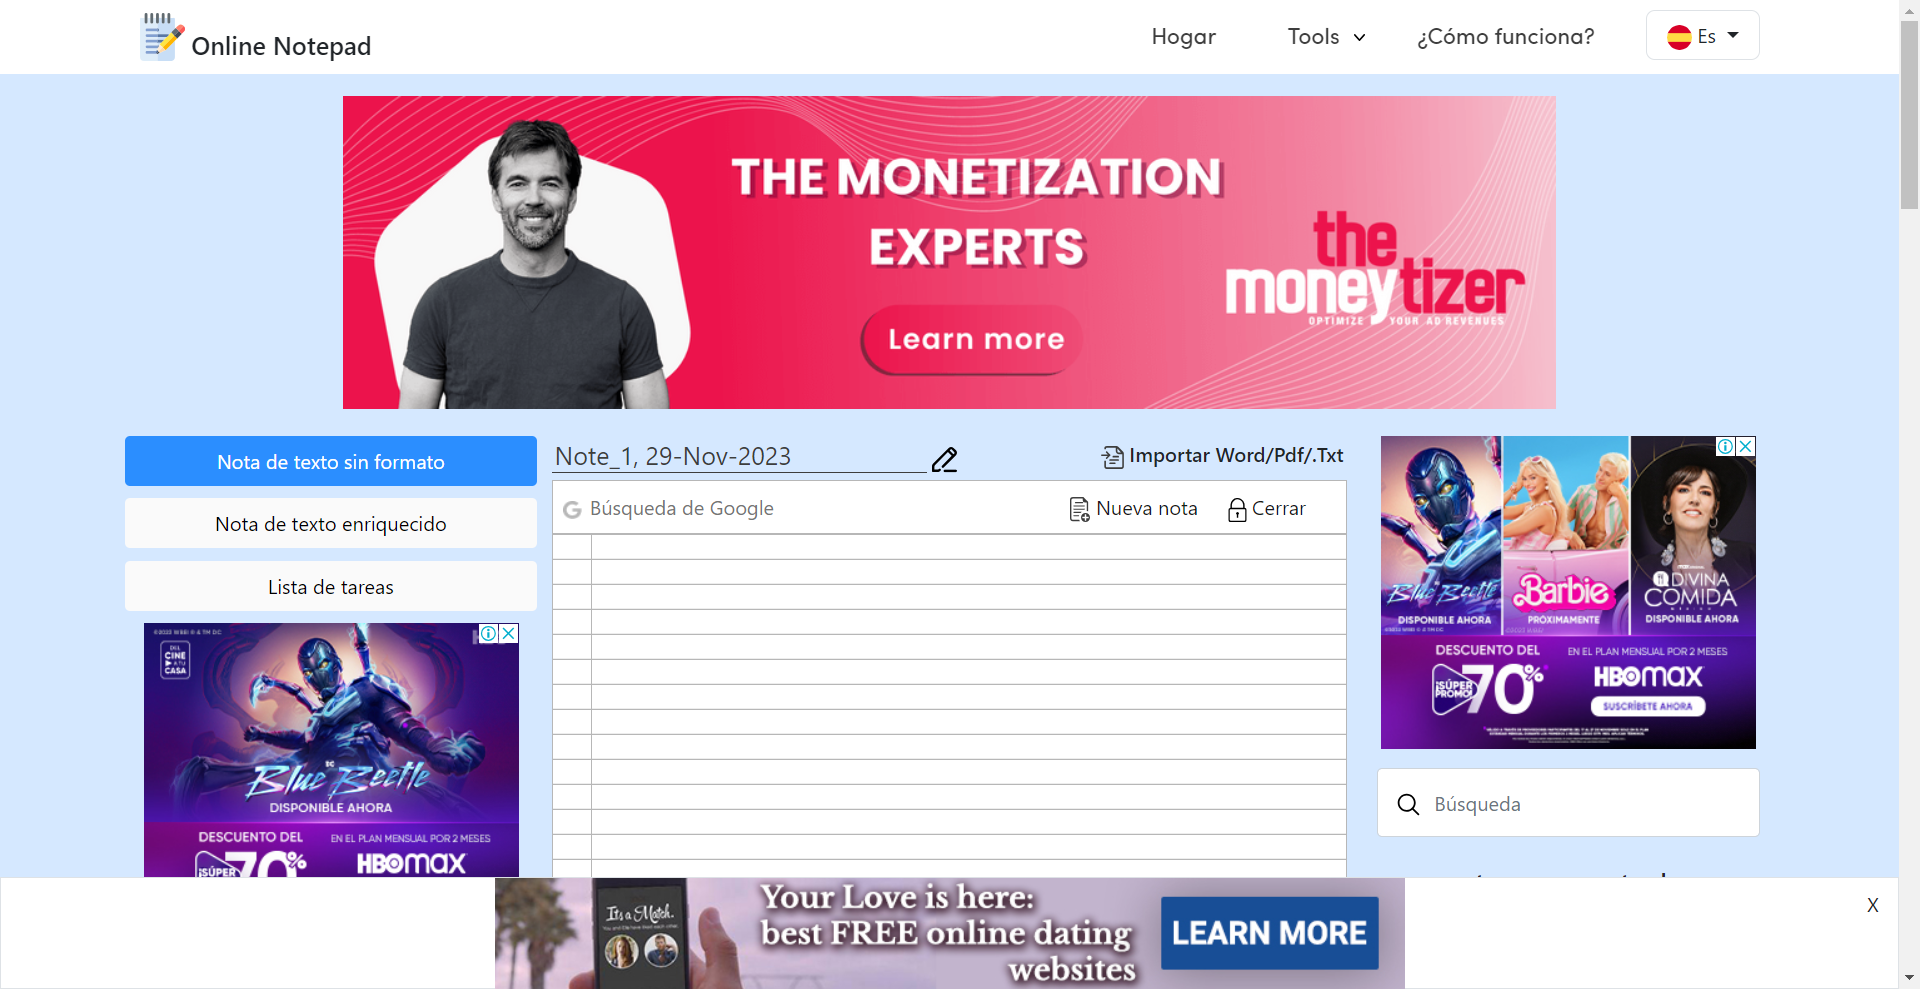 Online Notepad
Hogar
Tools
¿Cómo funciona?
Es
THE MONETIZATION
EXPERTS
Learn more
the
moneytizer
OPTIMIZE YOUR AD REVENUES
Nota de texto sin formato
Nota de texto enriquecido
Lista de tareas
Note_1, 29-Nov-2023
Importar Word/Pdf/.Txt
Búsqueda de Google
Nueva nota
Cerrar
DEL
CINE
A TU
CASA
DC
Blue Beetle
DISPONIBLE AHORA
DESCUENTO DEL
EN EL PLAN MENSUAL POR 2 MESES
¡SÚPER
70%
HBOMAX
Blue Beetle
DISPONIBLE AHORA
Barbie
PRÓXIMAMENTE
DIVINA
COMIDA
DISPONIBLE AHORA
DESCUENTO DEL
EN EL PLAN MENSUAL POR 2 MESES
¡SÚPER
PROMO!
70%
HBOMAX
SUSCRÍBETE AHORA
Búsqueda
It's a Match.
Your Love is here:
best FREE online dating
websites
LEARN MORE
X